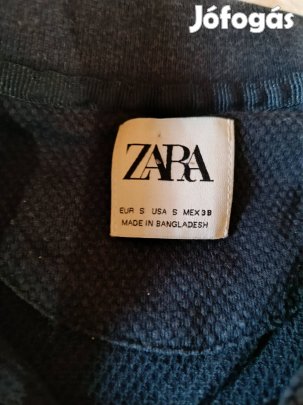 Jófogás
ZARA
EUR S USA S MEX 38
MADE IN BANGLADESH